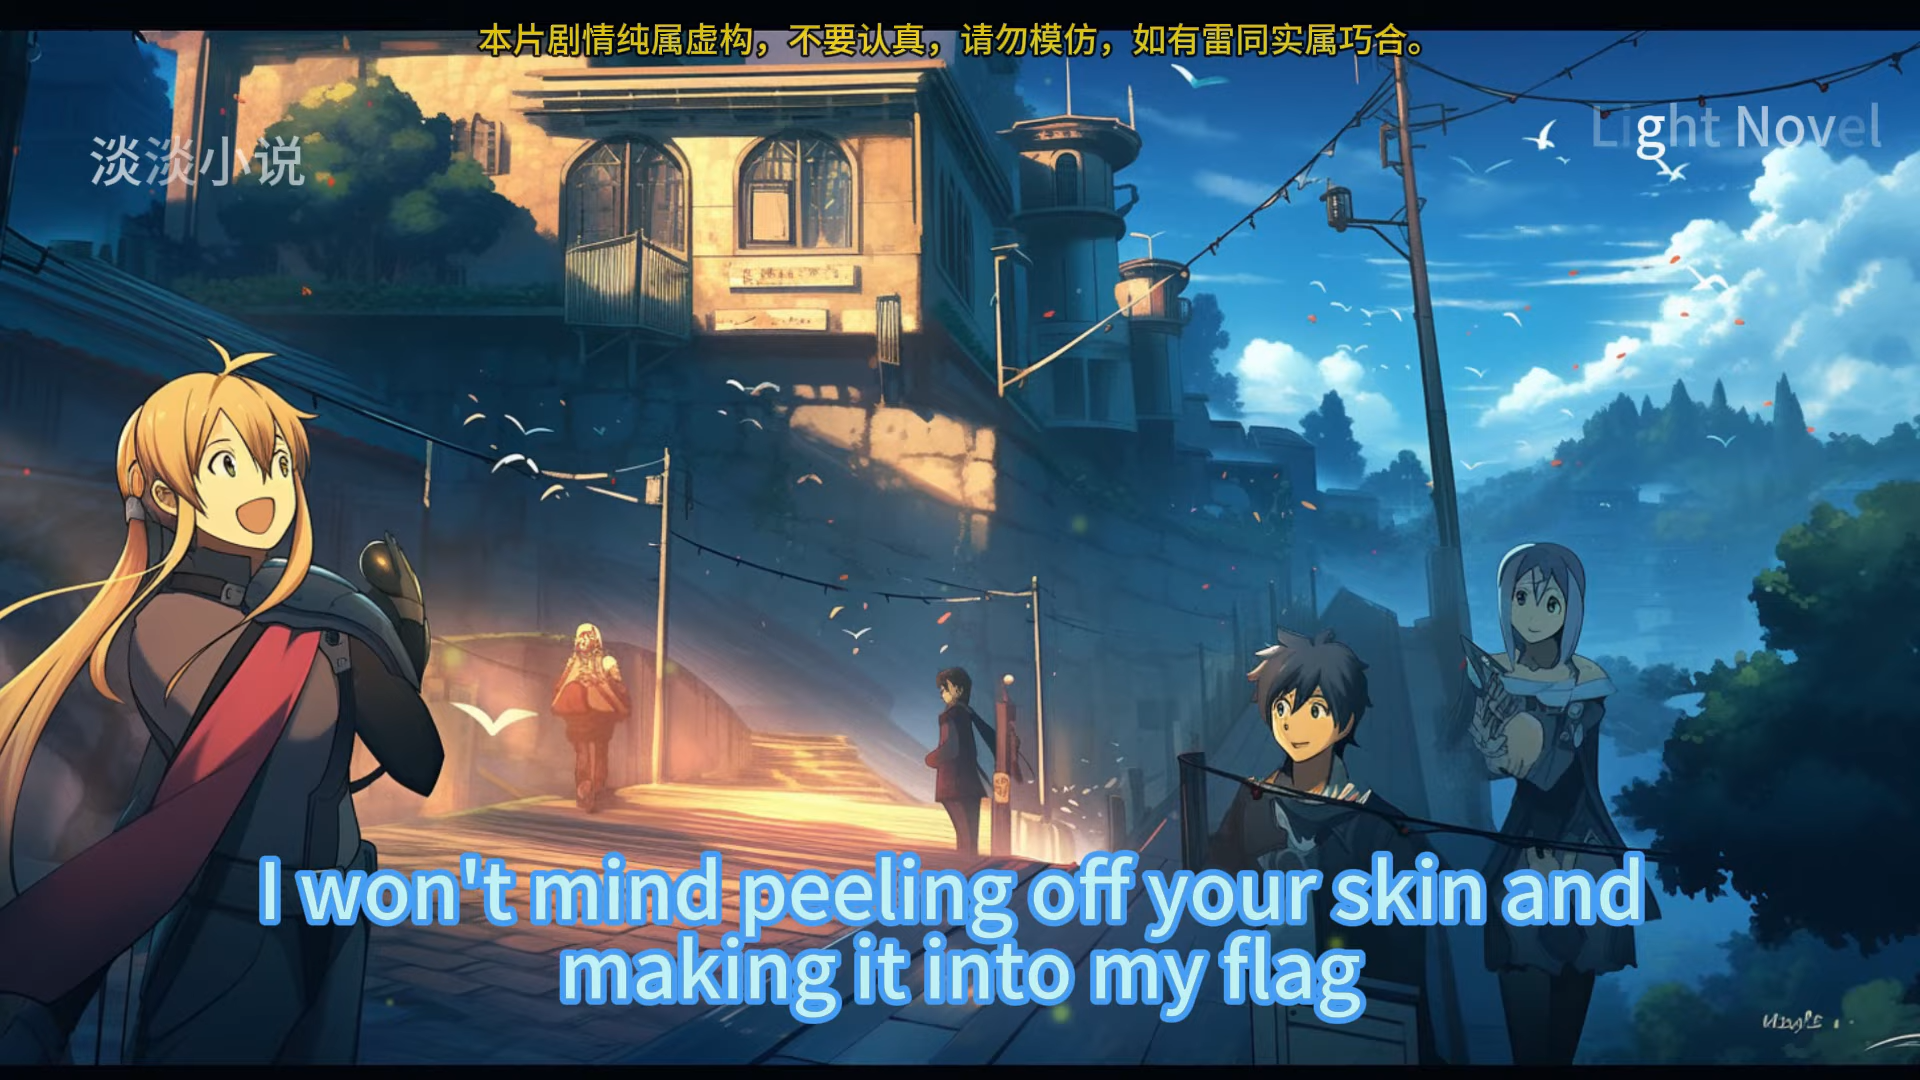 本片剧情纯属虚构，不要认真，请勿模仿，如有雷同实属巧合。
淡淡小说
Light Novel
I won't mind peeling off your skin and
making it into my flag